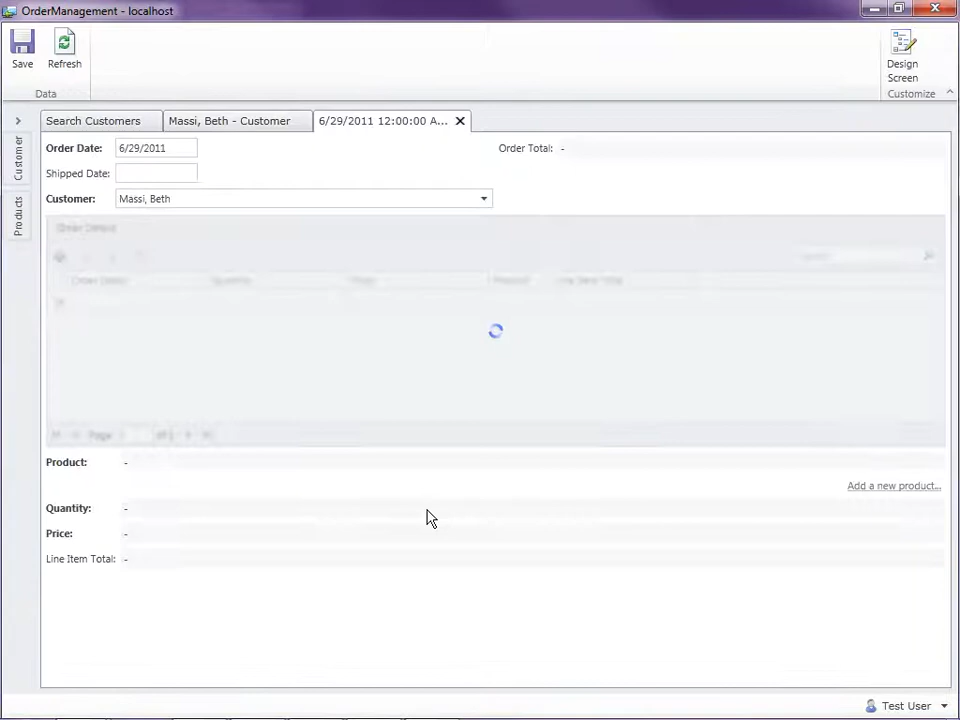 OrderManagement - localhost
Save
Refresh
Design
Screen
Data
Customize
Search Customers
Massi, Beth - Customer
6/29/2011 12:00:00 A...
Customer
Products
Order Date: 6/29/2011
Order Total: -
Shipped Date:
Customer: Massi, Beth
Page
Product: -
Add a new product...
Quantity: -
Price: -
Line Item Total: -
Test User